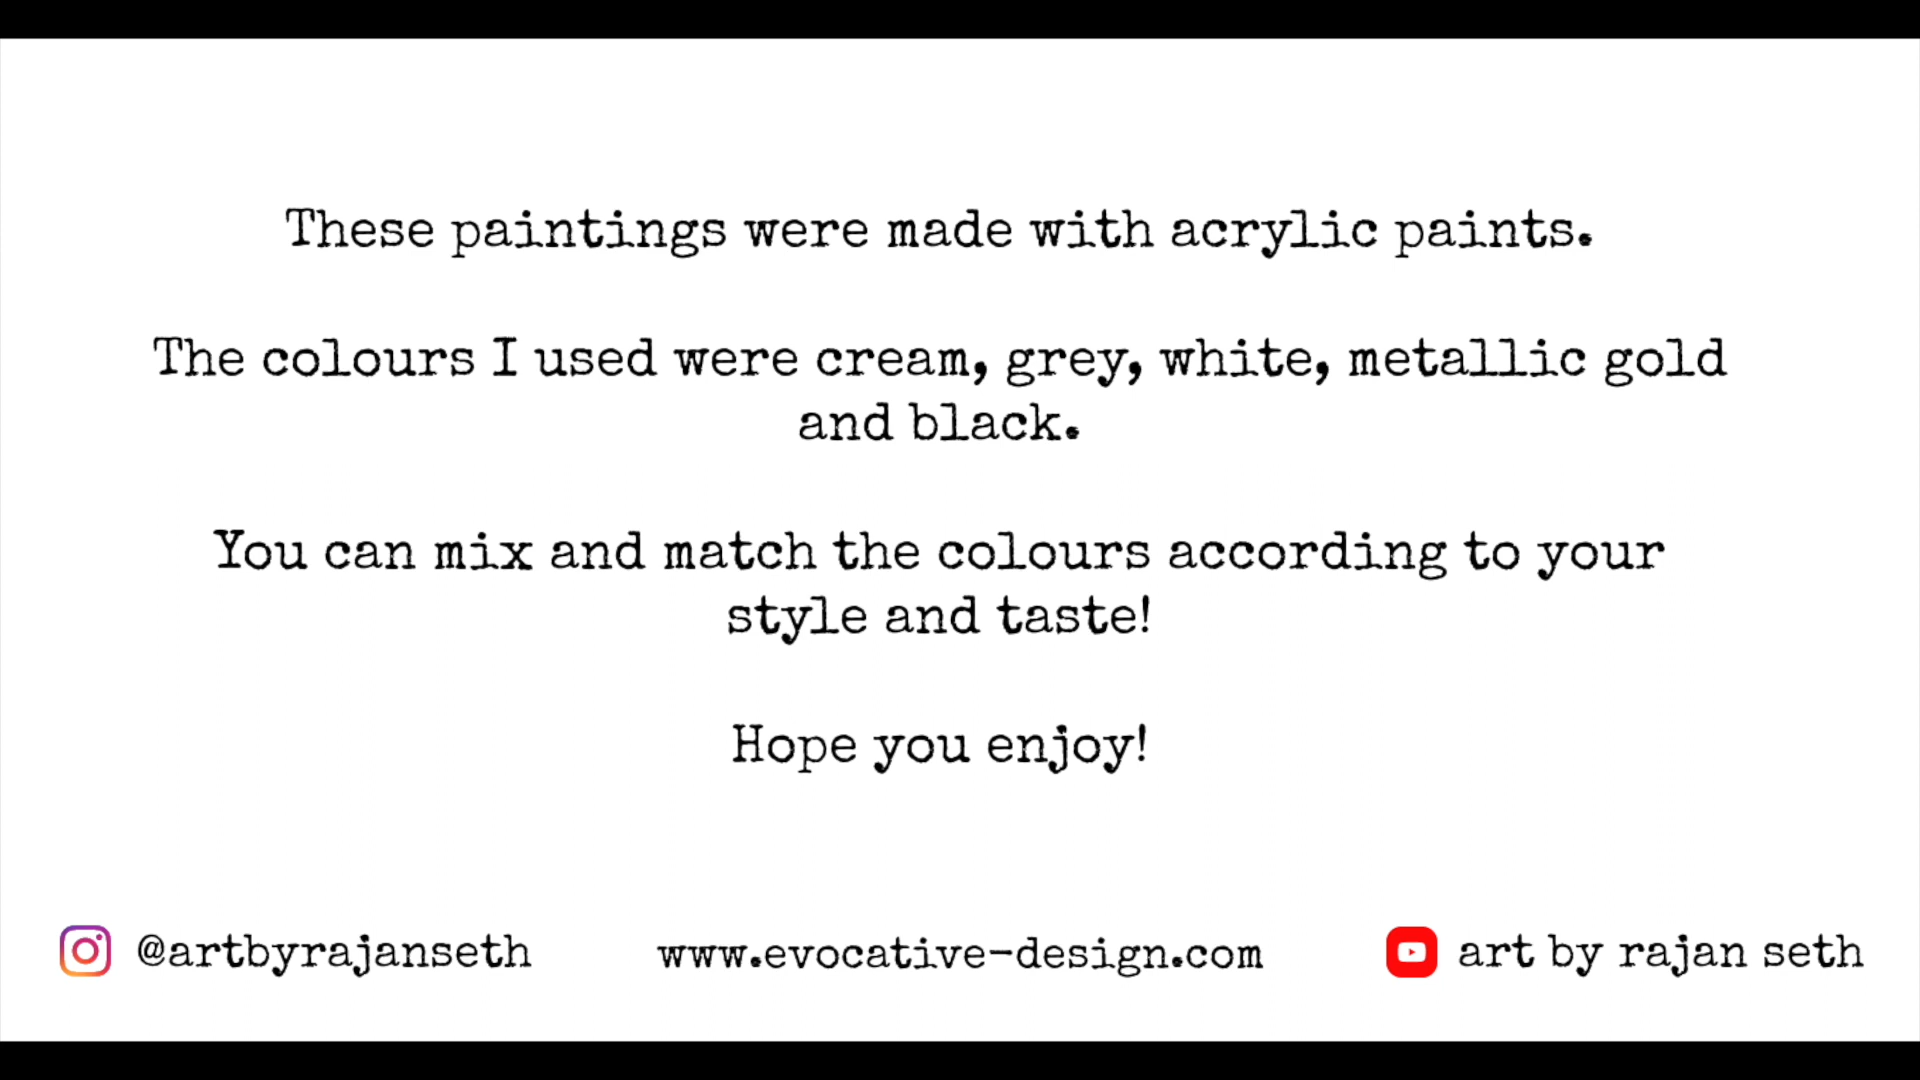 These paintings were made with acrylic paints.
The colours I used were cream, grey, white, metallic gold
and black.
You can mix and match the colours according to your
style and taste!
Hope you enjoy!
@artbyrajanseth
www.evocative-design.com
art by rajan seth